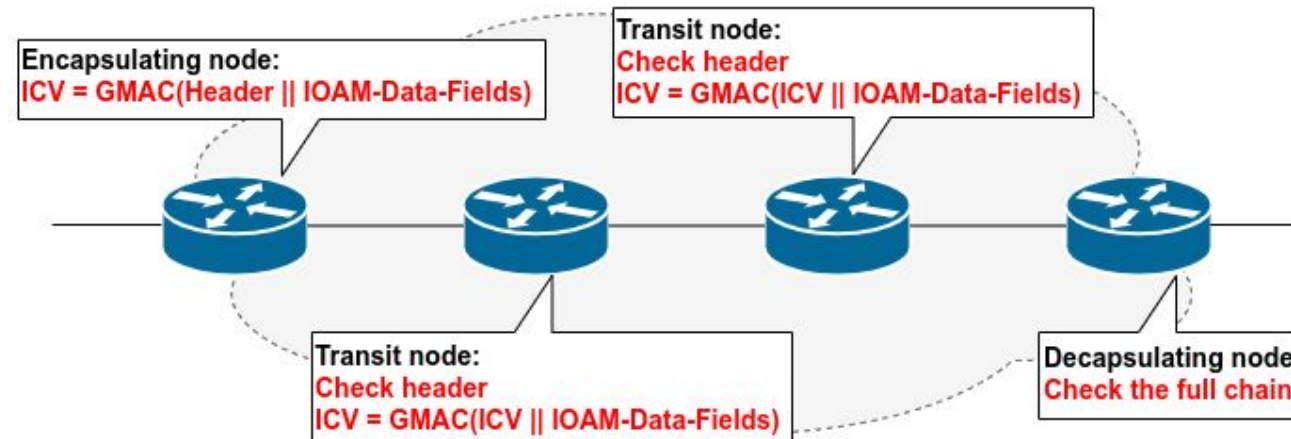 Encapsulating node:
ICV = GMAC(Header || IOAM-Data-Fields)
Transit node:
Check header
ICV = GMAC(ICV || IOAM-Data-Fields)
Transit node:
Check header
ICV = GMAC(ICV || IOAM-Data-Fields)
Decapsulating node
Check the full chain